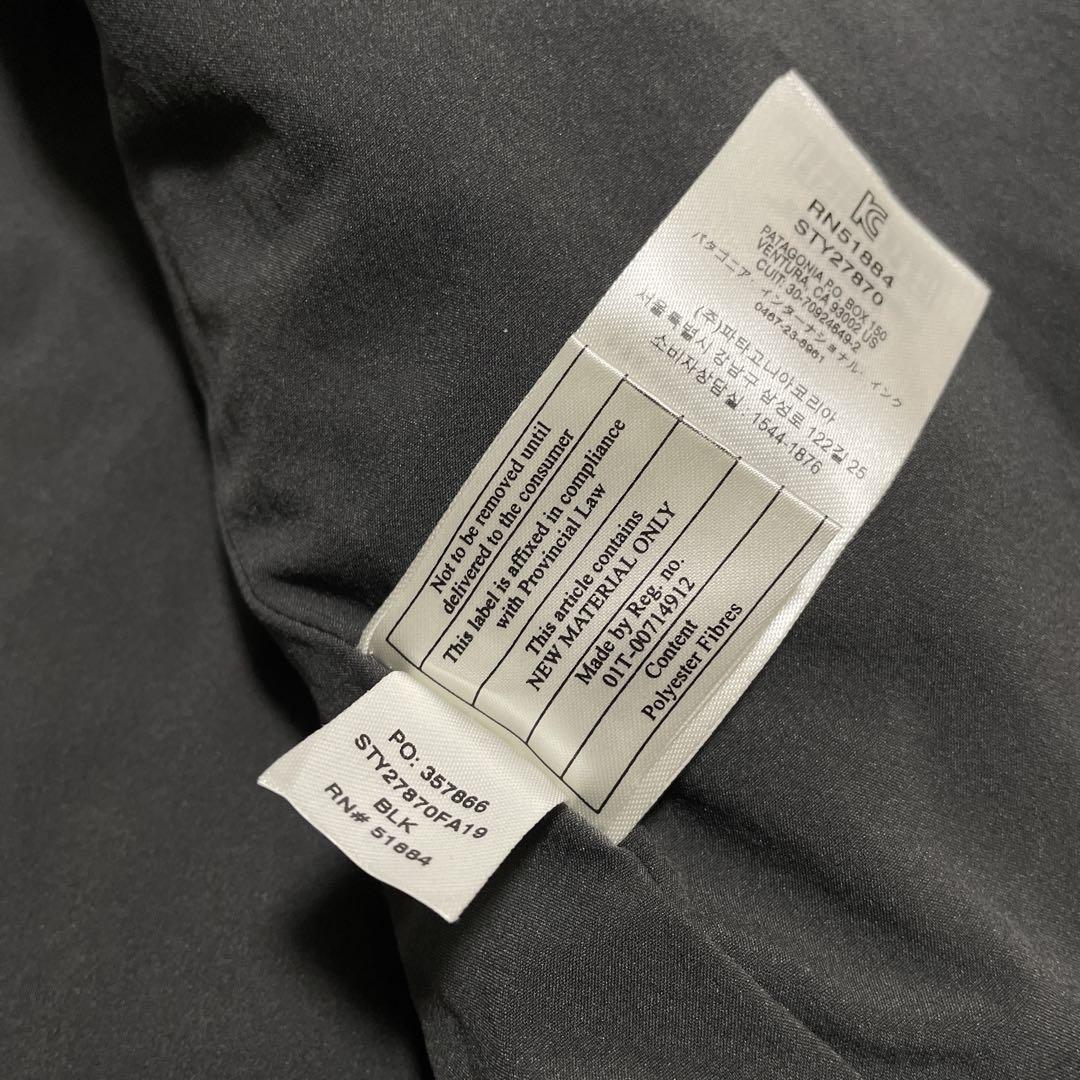 RN51884
STY27870
PATAGONIA P.O. BOX 150
VENTURA, CA 93002 US
CUIT: 30-70924649-2
パタゴニア・インターナショナル・インク
0467-23-8961
(주)파타고니아코리아
서울특별시 강남구 삼성로 122길 25
소비자상담실 : 1544-1876
Not to be removed until
delivered to the consumer
This label is affixed in compliance
with Provincial Law
This article contains
NEW MATERIAL ONLY
Made by Reg. no.
01T-00714912
Content
Polyester Fibres
PO: 357866
STY27870FA19
BLK
RN# 51884